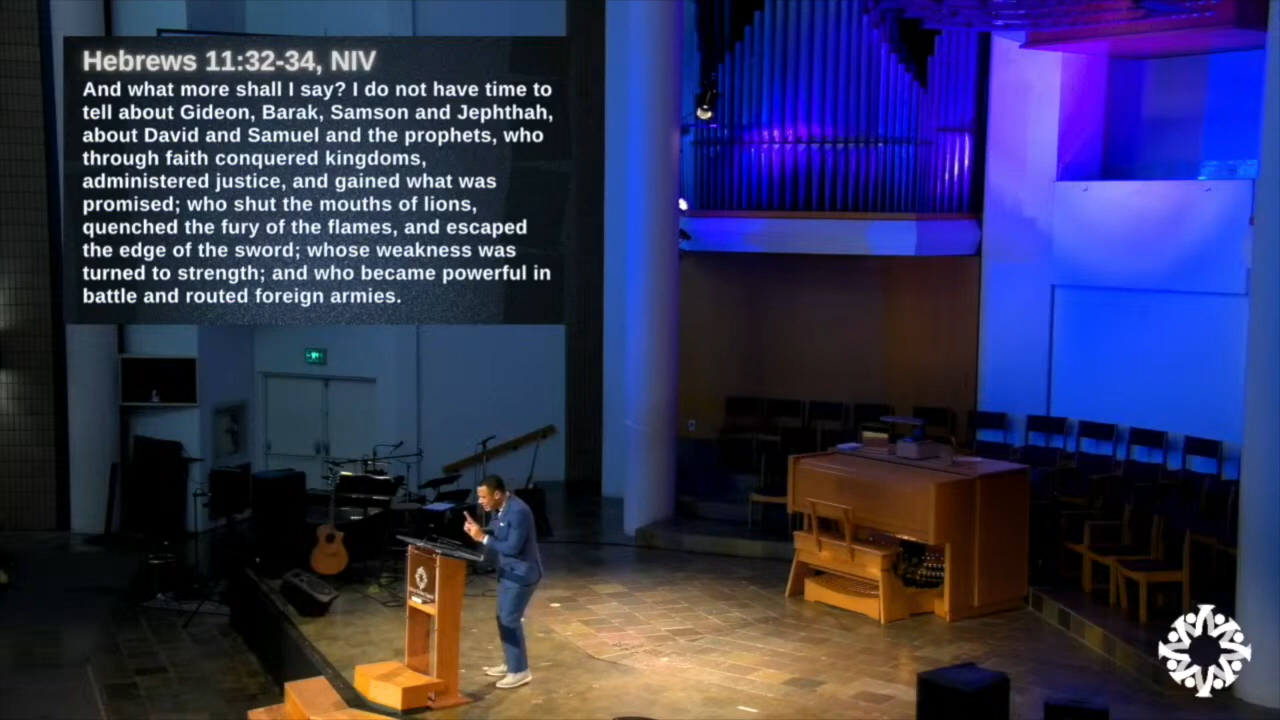 Hebrews 11:32-34, NIV
And what more shall I say? I do not have time to
tell about Gideon, Barak, Samson and Jephthah,
about David and Samuel and the prophets, who
through faith conquered kingdoms,
administered justice, and gained what was
promised; who shut the mouths of lions,
quenched the fury of the flames, and escaped
the edge of the sword; whose weakness was
turned to strength; and who became powerful in
battle and routed foreign armies.